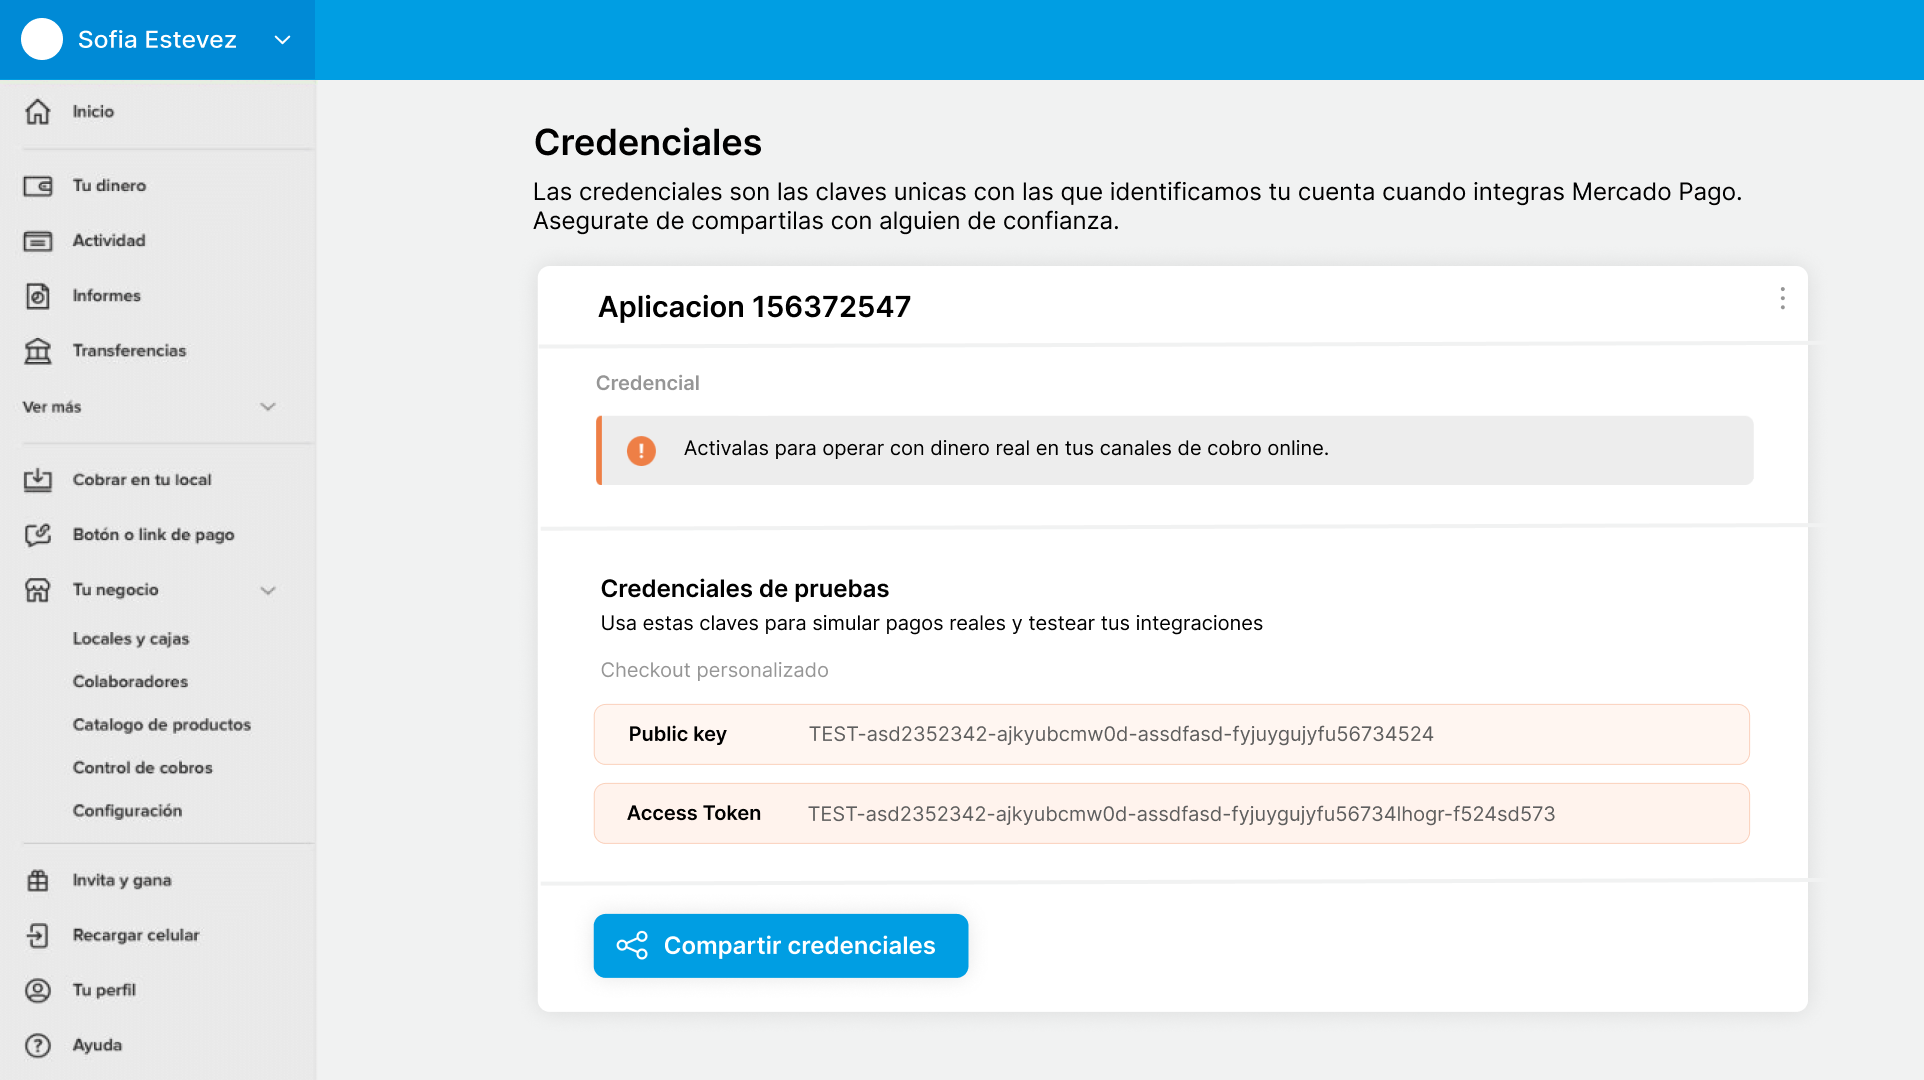 Sofia Estevez
Inicio
Tu dinero
Actividad
Informes
Transferencias
Ver más
Cobrar en tu local
Botón o link de pago
Tu negocio
Locales y cajas
Colaboradores
Catalogo de productos
Control de cobros
Configuración
Invita y gana
Recargar celular
Tu perfil
Ayuda
Credenciales
Las credenciales son las claves unicas con las que identificamos tu cuenta cuando integras Mercado Pago.
Asegurate de compartilas con alguien de confianza.
Aplicacion 156372547
Credencial
Activalas para operar con dinero real en tus canales de cobro online.
Credenciales de pruebas
Usa estas claves para simular pagos reales y testear tus integraciones
Checkout personalizado
Public key TEST-asd2352342-ajkyubcmw0d-assdfasd-fyjuygujyfu56734524
Access Token TEST-asd2352342-ajkyubcmw0d-assdfasd-fyjuygujyfu56734lhogr-f524sd573
Compartir credenciales